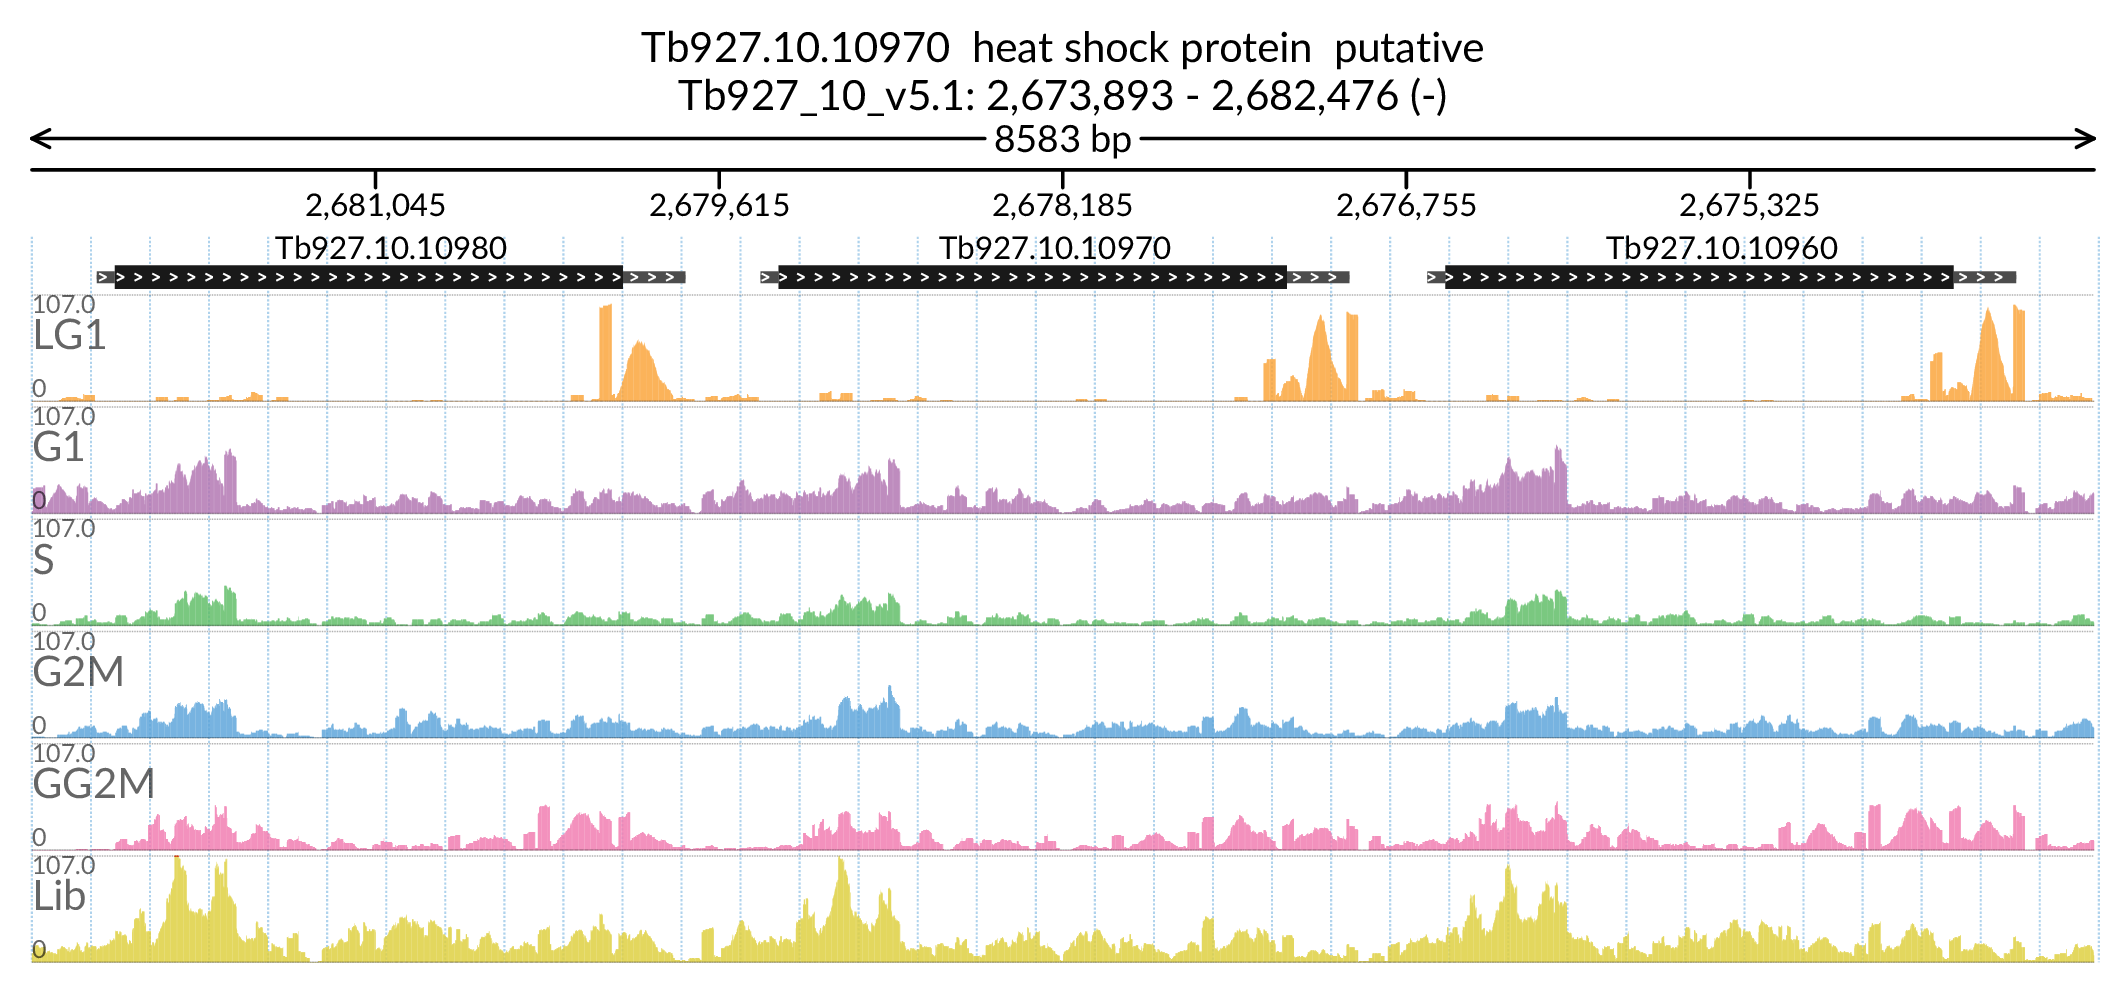 Tb927.10.10970 heat shock protein putative
Tb927_10_v5.1: 2,673,893 - 2,682,476 (-)
8583 bp
2,681,045 2,679,615 2,678,185 2,676,755 2,675,325
Tb927.10.10980 Tb927.10.10970 Tb927.10.10960
107.0
LG1
0
107.0
G1
0
107.0
S
0
107.0
G2M
0
107.0
GG2M
0
107.0
Lib
0